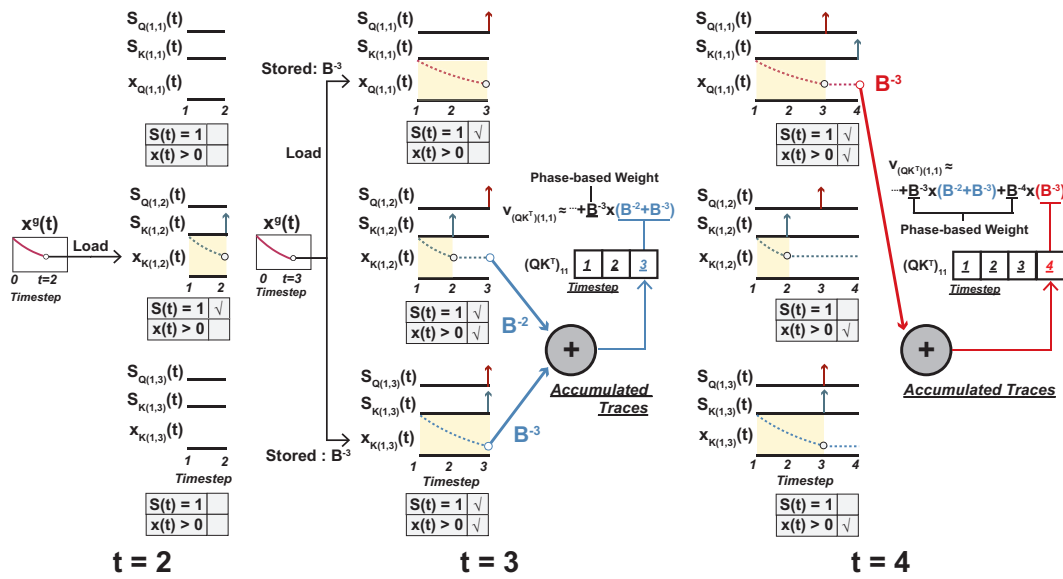 x^g(t)
0 t=2
Timestep
Load
S_Q(1,1)(t)
S_K(1,1)(t)
x_Q(1,1)(t)
1 2
S(t) = 1
x(t) > 0
S_Q(1,2)(t)
S_K(1,2)(t)
x_K(1,2)(t)
1 2
S(t) = 1 √
x(t) > 0
S_Q(1,3)(t)
S_K(1,3)(t)
x_K(1,3)(t)
1 2
Timestep
S(t) = 1
x(t) > 0
t = 2
x^g(t)
0 t=3
Timestep
Stored: B^-3
Load
Stored : B^-3
S_Q(1,1)(t)
S_K(1,1)(t)
x_Q(1,1)(t)
1 2 3
S(t) = 1 √
x(t) > 0
S_Q(1,2)(t)
S_K(1,2)(t)
x_K(1,2)(t)
1 2 3
S(t) = 1 √
x(t) > 0 √
B^-2
S_Q(1,3)(t)
S_K(1,3)(t)
x_K(1,3)(t)
B^-3
1 2 3
Timestep
S(t) = 1 √
x(t) > 0 √
Phase-based Weight
v_(QK^T)(1,1) ≈ ···+B^-3x(B^-2+B^-3)
(QK^T)_11 1 2 3
Timestep
+
Accumulated
Traces
t = 3
S_Q(1,1)(t)
S_K(1,1)(t)
x_Q(1,1)(t)
B^-3
1 2 3 4
S(t) = 1 √
x(t) > 0 √
S_Q(1,2)(t)
S_K(1,2)(t)
x_K(1,2)(t)
1 2 3 4
S(t) = 1
x(t) > 0 √
S_Q(1,3)(t)
S_K(1,3)(t)
x_K(1,3)(t)
1 2 3 4
Timestep
S(t) = 1
x(t) > 0 √
v_(QK^T)(1,1) ≈
···+B^-3x(B^-2+B^-3)+B^-4x(B^-3)
Phase-based Weight
(QK^T)_11 1 2 3 4
Timestep
+
Accumulated Traces
t = 4